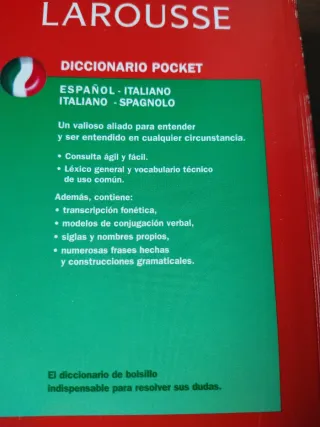 LAROUSSE
DICCIONARIO POCKET
ESPAÑOL - ITALIANO
ITALIANO - SPAGNOLO
Un valioso aliado para entender
y ser entendido en cualquier circunstancia.
• Consulta ágil y fácil.
• Léxico general y vocabulario técnico
de uso común.
Además, contiene:
• transcripción fonética,
• modelos de conjugación verbal,
• siglas y nombres propios,
• numerosas frases hechas
y construcciones gramaticales.
El diccionario de bolsillo
indispensable para resolver sus dudas.